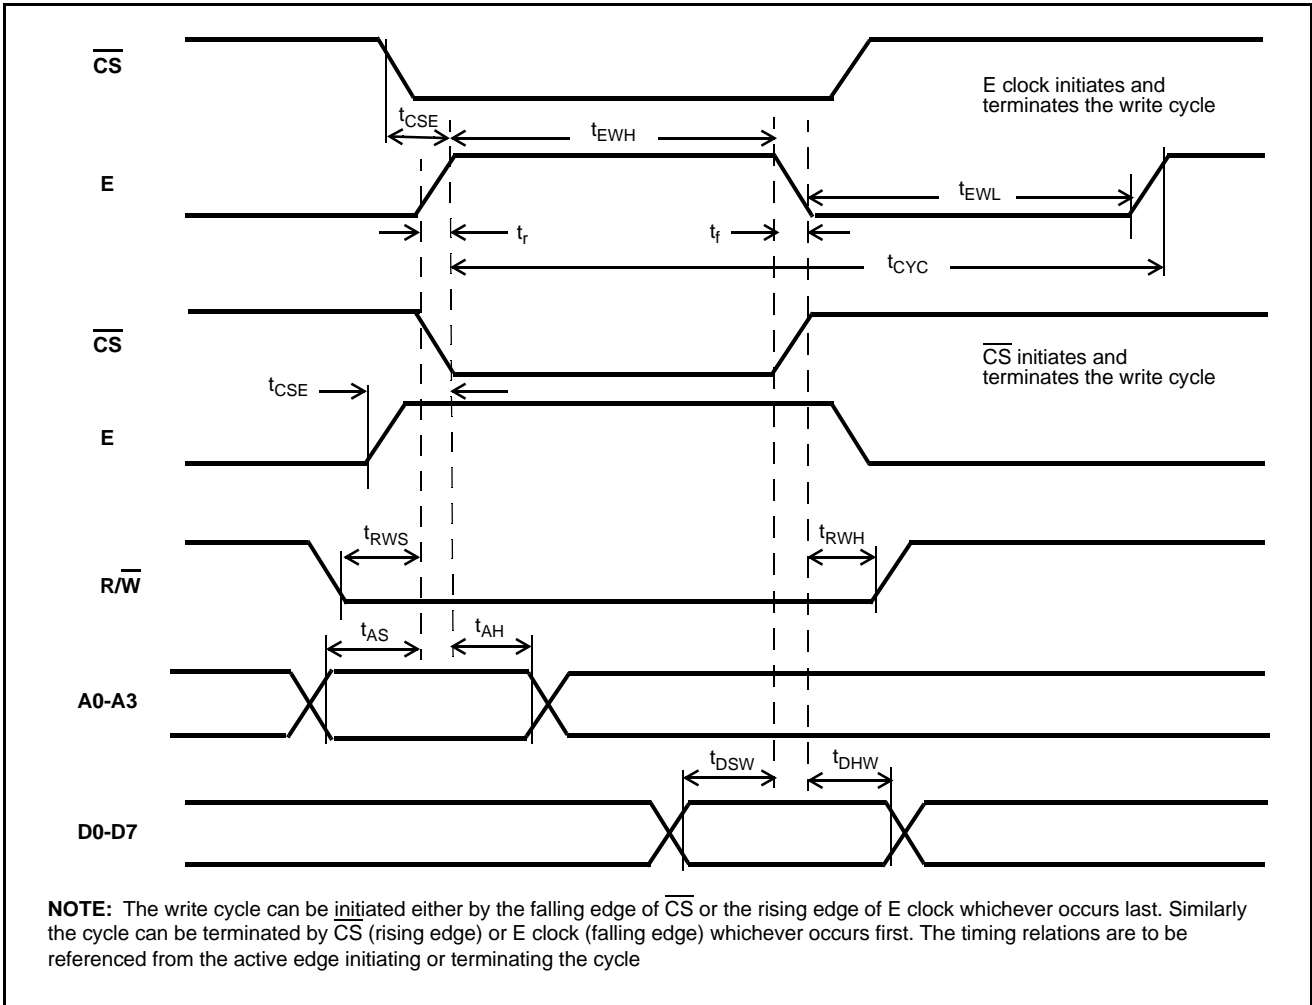 CS
E clock initiates and
terminates the write cycle
tCSE
tEWH
E
tEWL
tr
tf
tCYC
CS
CS initiates and
terminates the write cycle
tCSE
E
tRWS
tRWH
R/W
tAS
tAH
A0-A3
tDSW
tDHW
D0-D7
NOTE: The write cycle can be initiated either by the falling edge of CS or the rising edge of E clock whichever occurs last. Similarly
the cycle can be terminated by CS (rising edge) or E clock (falling edge) whichever occurs first. The timing relations are to be
referenced from the active edge initiating or terminating the cycle